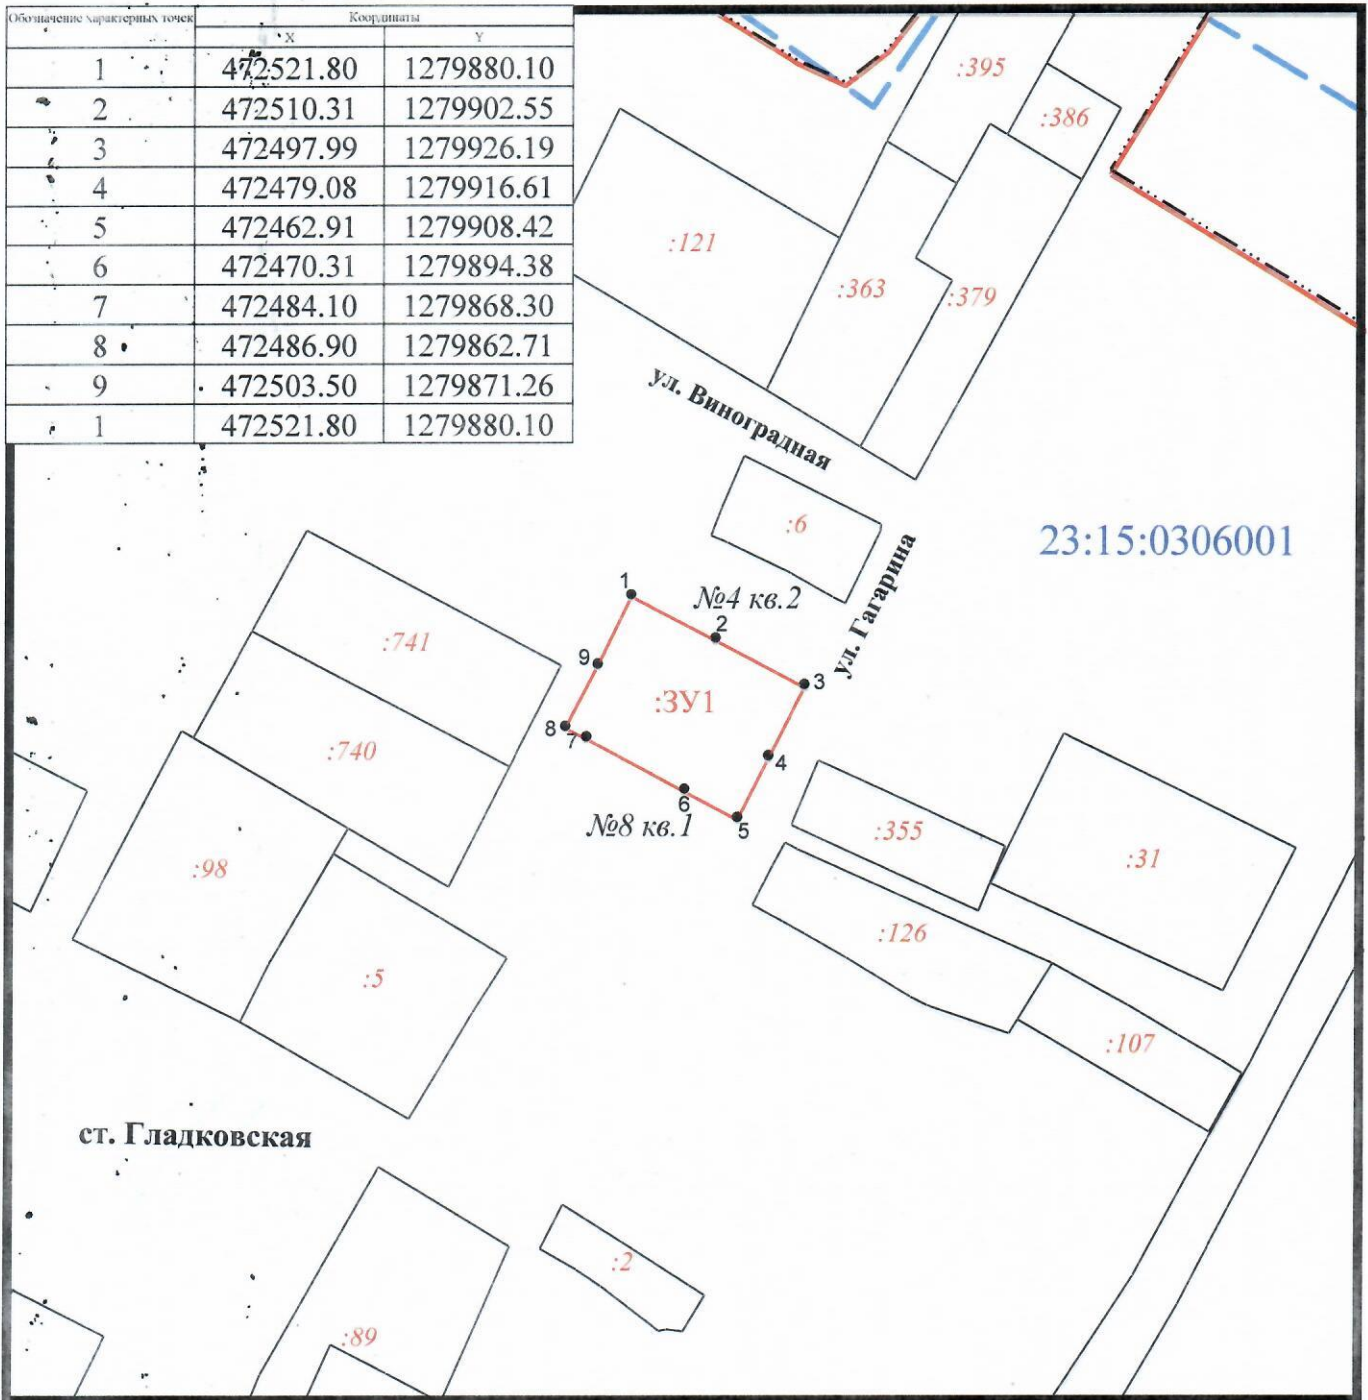 Обозначение характерных точек Координаты
X Y
1 472521.80 1279880.10
2 472510.31 1279902.55
3 472497.99 1279926.19
4 472479.08 1279916.61
5 472462.91 1279908.42
6 472470.31 1279894.38
7 472484.10 1279868.30
8 472486.90 1279862.71
9 472503.50 1279871.26
1 472521.80 1279880.10
:395
:386
:121
:363
:379
ул. Виноградная
:6
23:15:0306001
ул. Гагарина
№4 кв.2
1
2
3
4
5
6
7
8
9
:ЗУ1
№8 кв.1
:741
:740
:98
:5
:355
:31
:126
:107
ст. Гладковская
:2
:89